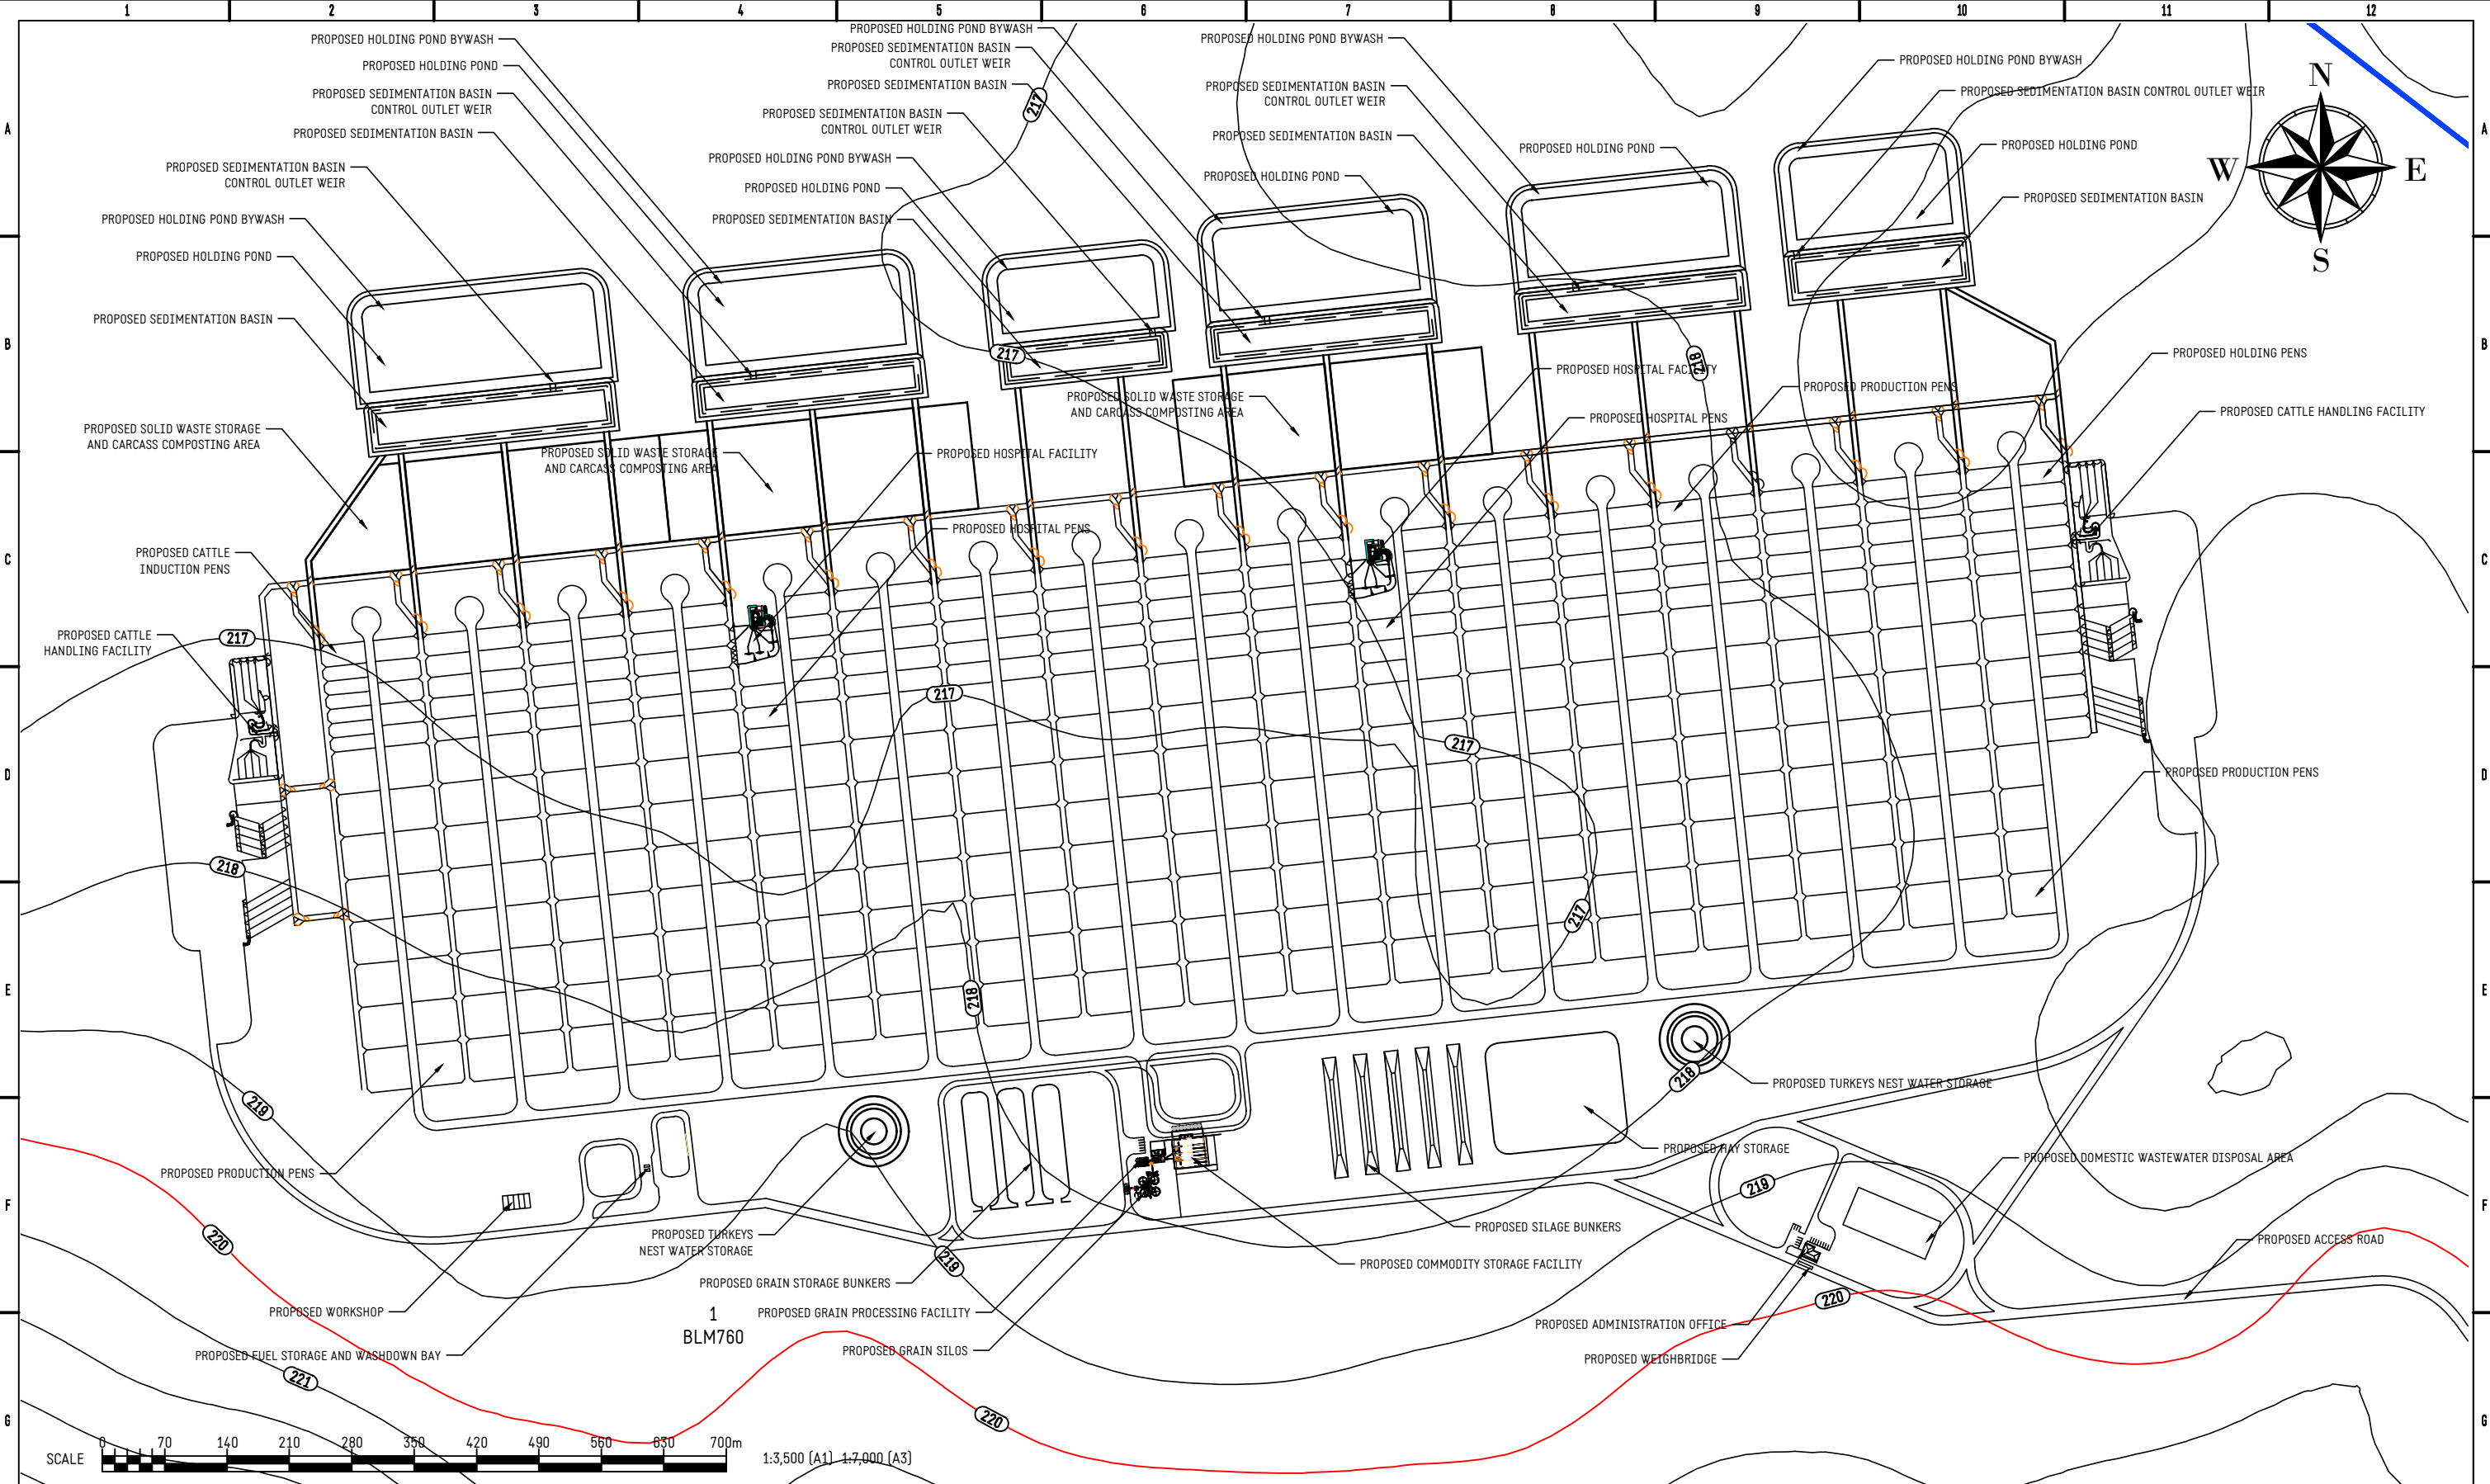 1 2 3 4 5 6 7 8 9 10 11 12
A A
B B
C C
D D
E E
F F
G G
N
W E
S
PROPOSED HOLDING POND BYWASH
PROPOSED HOLDING POND
PROPOSED SEDIMENTATION BASIN
CONTROL OUTLET WEIR
PROPOSED SEDIMENTATION BASIN
PROPOSED SEDIMENTATION BASIN
CONTROL OUTLET WEIR
PROPOSED HOLDING POND BYWASH
PROPOSED HOLDING POND
PROPOSED SEDIMENTATION BASIN
PROPOSED SOLID WASTE STORAGE
AND CARCASS COMPOSTING AREA
PROPOSED CATTLE
INDUCTION PENS
PROPOSED CATTLE
HANDLING FACILITY
PROPOSED HOLDING POND BYWASH
PROPOSED SEDIMENTATION BASIN
CONTROL OUTLET WEIR
PROPOSED SEDIMENTATION BASIN
PROPOSED SEDIMENTATION BASIN
CONTROL OUTLET WEIR
PROPOSED HOLDING POND BYWASH
PROPOSED HOLDING POND
PROPOSED SEDIMENTATION BASIN
PROPOSED HOLDING POND BYWASH
PROPOSED SEDIMENTATION BASIN
CONTROL OUTLET WEIR
PROPOSED SEDIMENTATION BASIN
PROPOSED HOLDING POND
PROPOSED HOLDING POND
PROPOSED HOLDING POND BYWASH
PROPOSED SEDIMENTATION BASIN CONTROL OUTLET WEIR
PROPOSED HOLDING POND
PROPOSED SEDIMENTATION BASIN
PROPOSED HOLDING PENS
PROPOSED CATTLE HANDLING FACILITY
PROPOSED HOSPITAL FACILITY
PROPOSED PRODUCTION PENS
PROPOSED SOLID WASTE STORAGE
AND CARCASS COMPOSTING AREA
PROPOSED HOSPITAL PENS
PROPOSED SOLID WASTE STORAGE
AND CARCASS COMPOSTING AREA
PROPOSED HOSPITAL FACILITY
PROPOSED HOSPITAL PENS
PROPOSED PRODUCTION PENS
217
217
218
217
217
217
218
217
218
218
219
219
219
220
220
220
221
PROPOSED TURKEYS NEST WATER STORAGE
PROPOSED HAY STORAGE
PROPOSED DOMESTIC WASTEWATER DISPOSAL AREA
PROPOSED PRODUCTION PENS
PROPOSED TURKEYS
NEST WATER STORAGE
PROPOSED SILAGE BUNKERS
PROPOSED ACCESS ROAD
PROPOSED COMMODITY STORAGE FACILITY
PROPOSED GRAIN STORAGE BUNKERS
PROPOSED WORKSHOP
PROPOSED GRAIN PROCESSING FACILITY
1
BLM760
PROPOSED ADMINISTRATION OFFICE
PROPOSED GRAIN SILOS
PROPOSED FUEL STORAGE AND WASHDOWN BAY
PROPOSED WEIGHBRIDGE
0 70 140 210 280 350 420 490 560 630 700m
SCALE
1:3,500 (A1) 1:7,000 (A3)